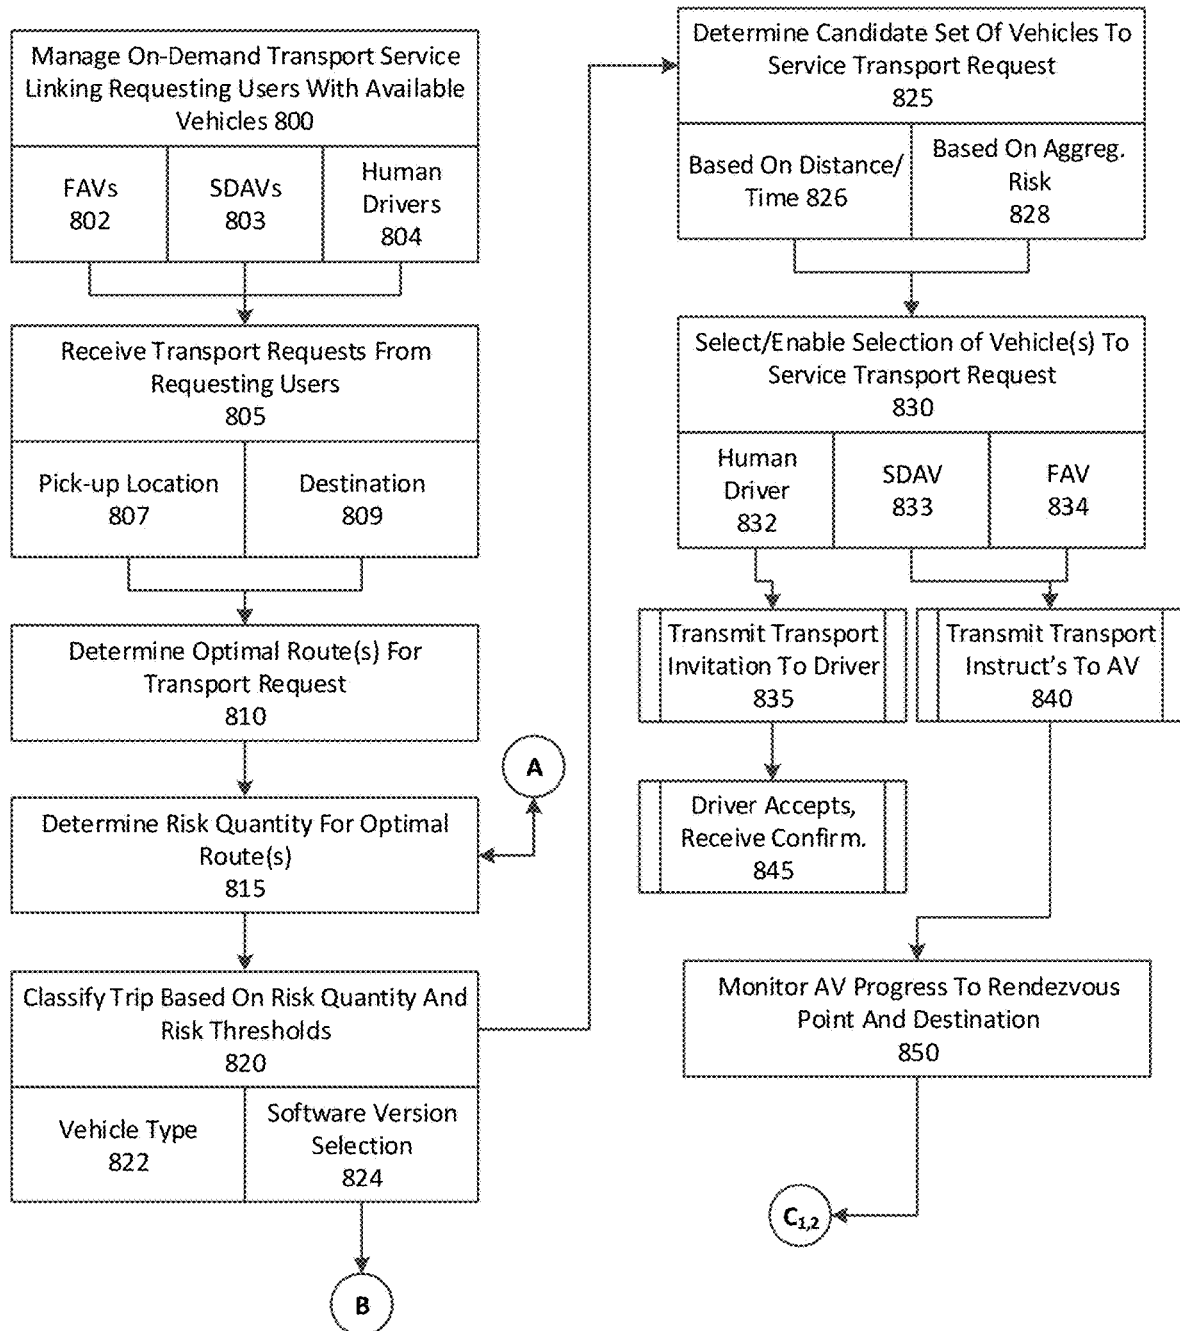 Manage On-Demand Transport Service
Linking Requesting Users With Available
Vehicles 800
FAVs
802
SDAVs
803
Human
Drivers
804
Receive Transport Requests From
Requesting Users
805
Pick-up Location
807
Destination
809
Determine Optimal Route(s) For
Transport Request
810
A
Determine Risk Quantity For Optimal
Route(s)
815
Classify Trip Based On Risk Quantity And
Risk Thresholds
820
Vehicle Type
822
Software Version
Selection
824
B
Determine Candidate Set Of Vehicles To
Service Transport Request
825
Based On Distance/
Time 826
Based On Aggreg.
Risk
828
Select/Enable Selection of Vehicle(s) To
Service Transport Request
830
Human
Driver
832
SDAV
833
FAV
834
Transmit Transport
Invitation To Driver
835
Transmit Transport
Instruct's To AV
840
Driver Accepts,
Receive Confirm.
845
Monitor AV Progress To Rendezvous
Point And Destination
850
C1,2